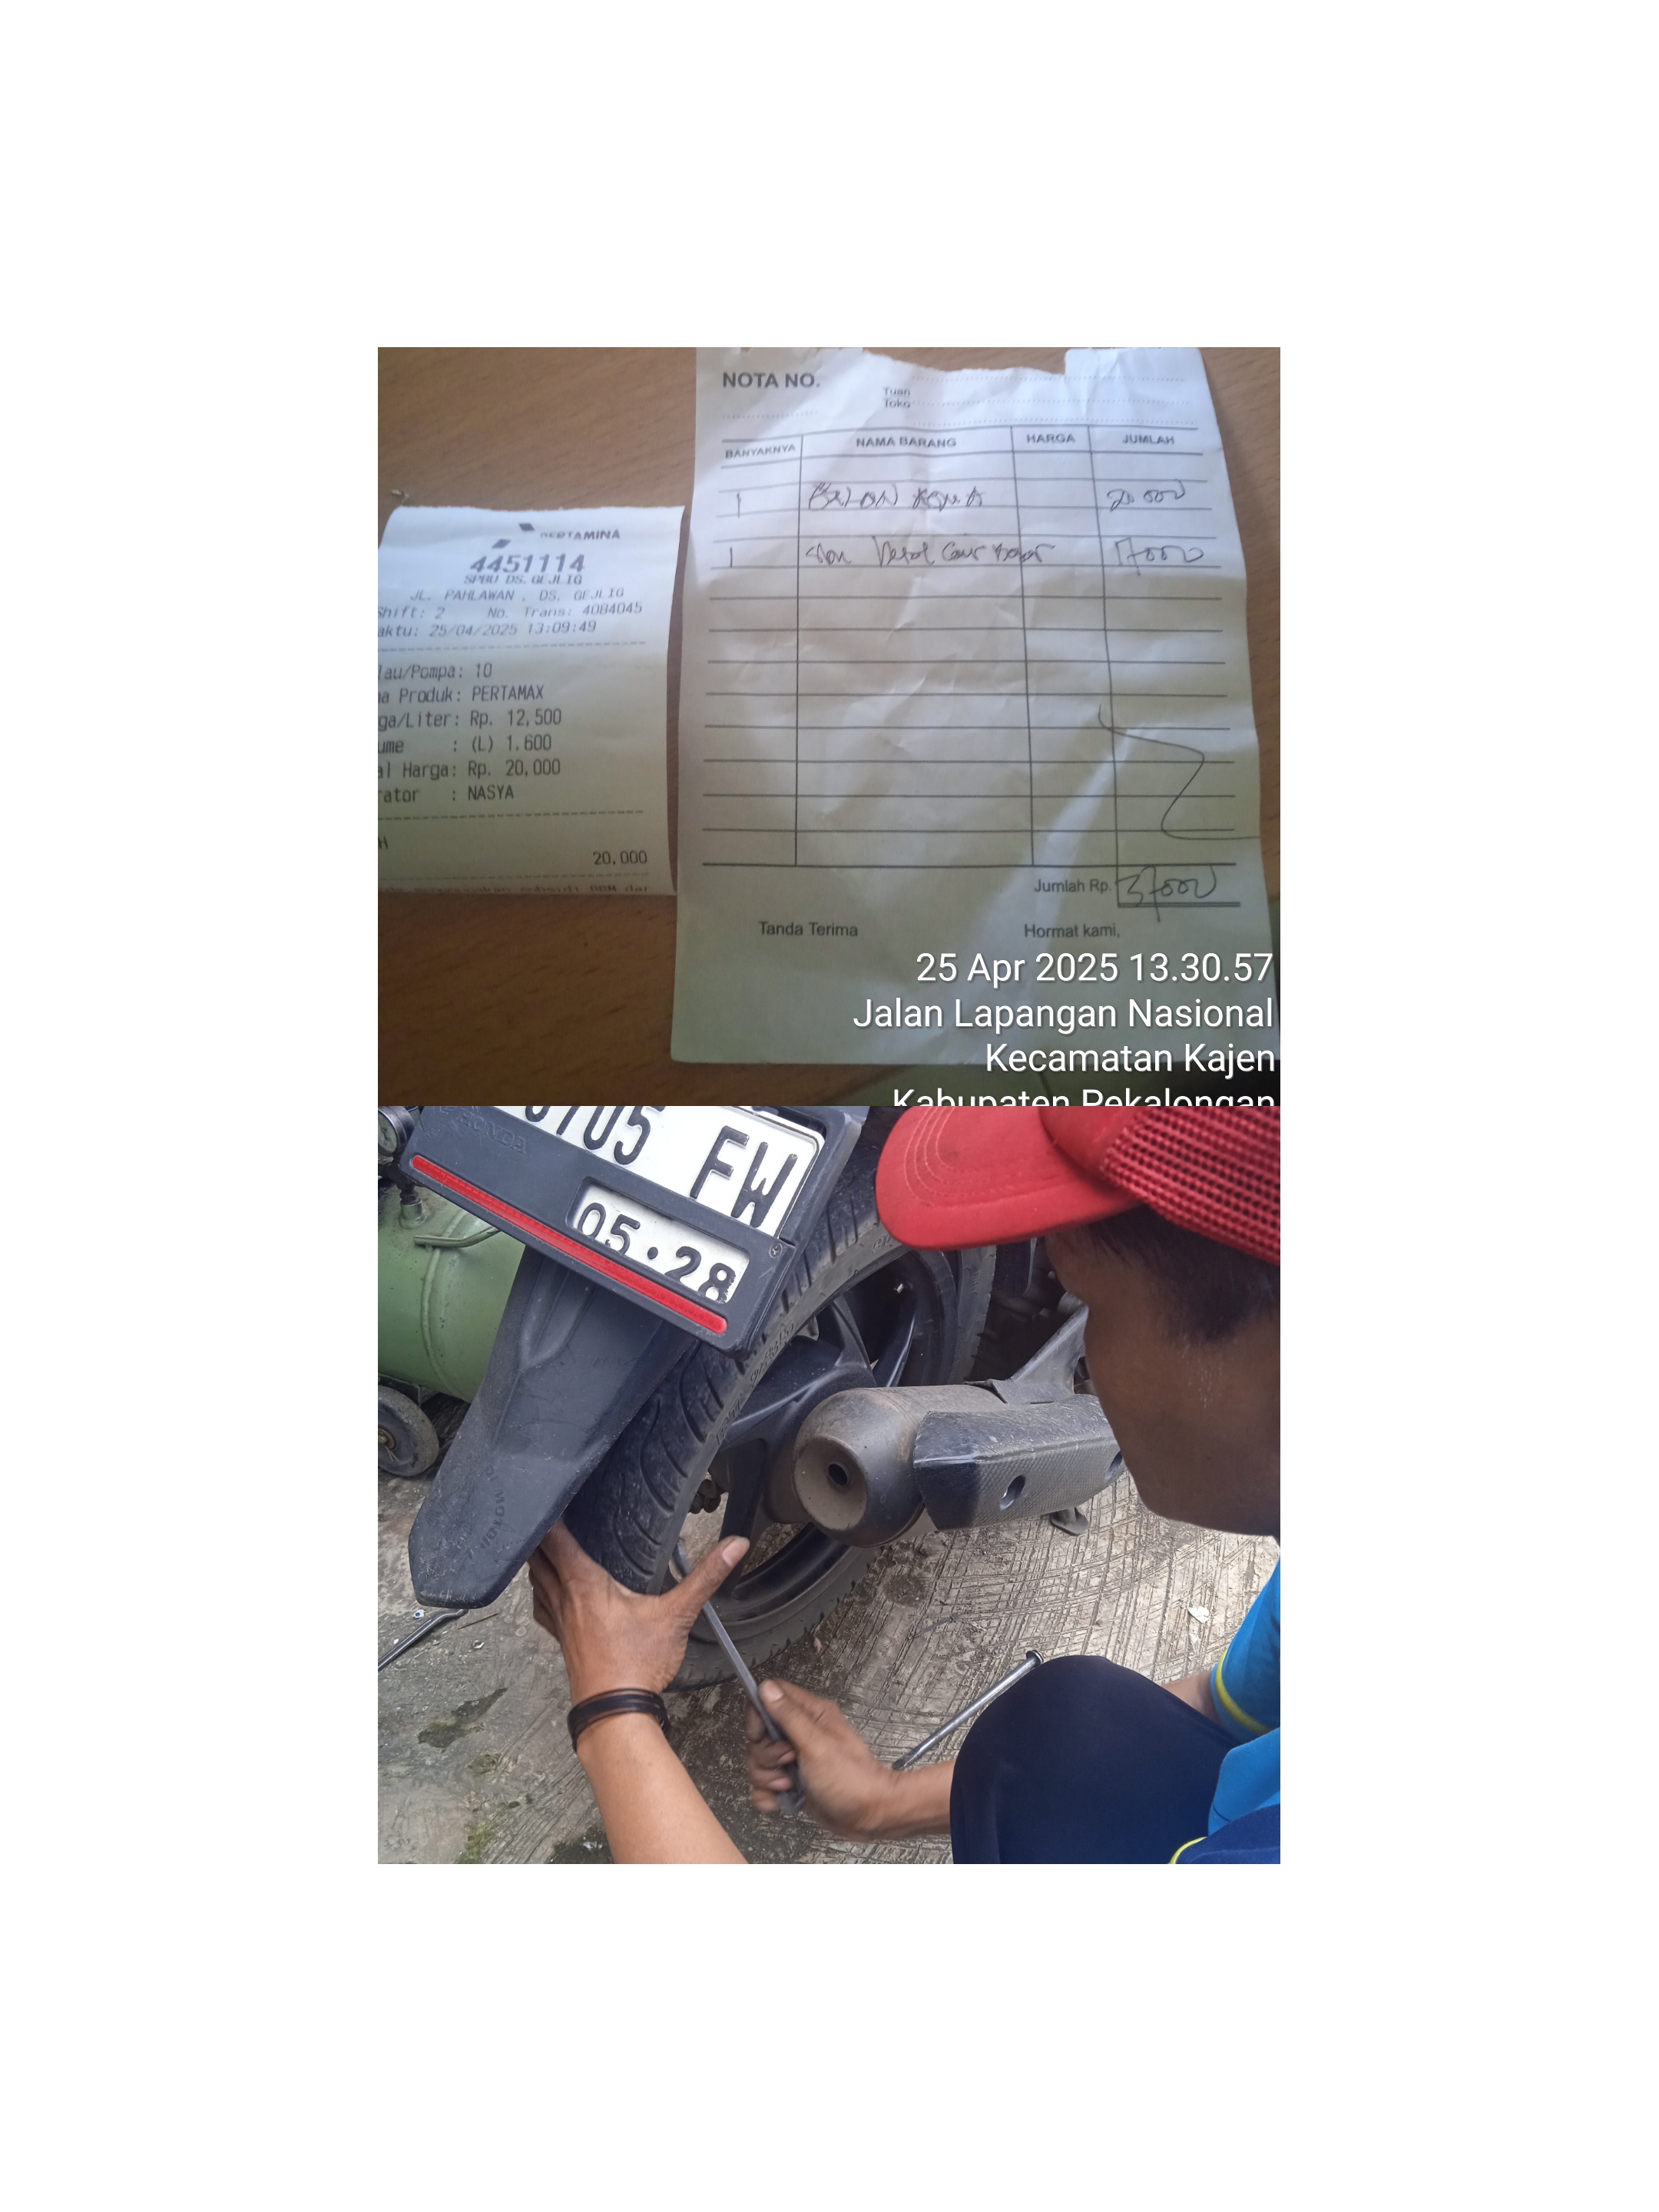 PERTAMINA
4451114
SPBU DS. GEJLIG
JL. PAHLAWAN , DS. GEJLIG
Shift: 2 No. Trans: 4084045
aktu: 25/04/2025 13:09:49
lau/Pompa: 10
a Produk: PERTAMAX
ga/Liter: Rp. 12,500
ume : (L) 1.600
al Harga: Rp. 20,000
rator : NASYA
20,000
NOTA NO.
Tuan
Toko
BANYAKNYA NAMA BARANG HARGA JUMLAH
1 20.000
1 17000
Jumlah Rp. 37000
Tanda Terima Hormat kami,
25 Apr 2025 13.30.57
Jalan Lapangan Nasional
Kecamatan Kajen
Kabupaten Pekalongan
5705 FW
HONDA
05·28